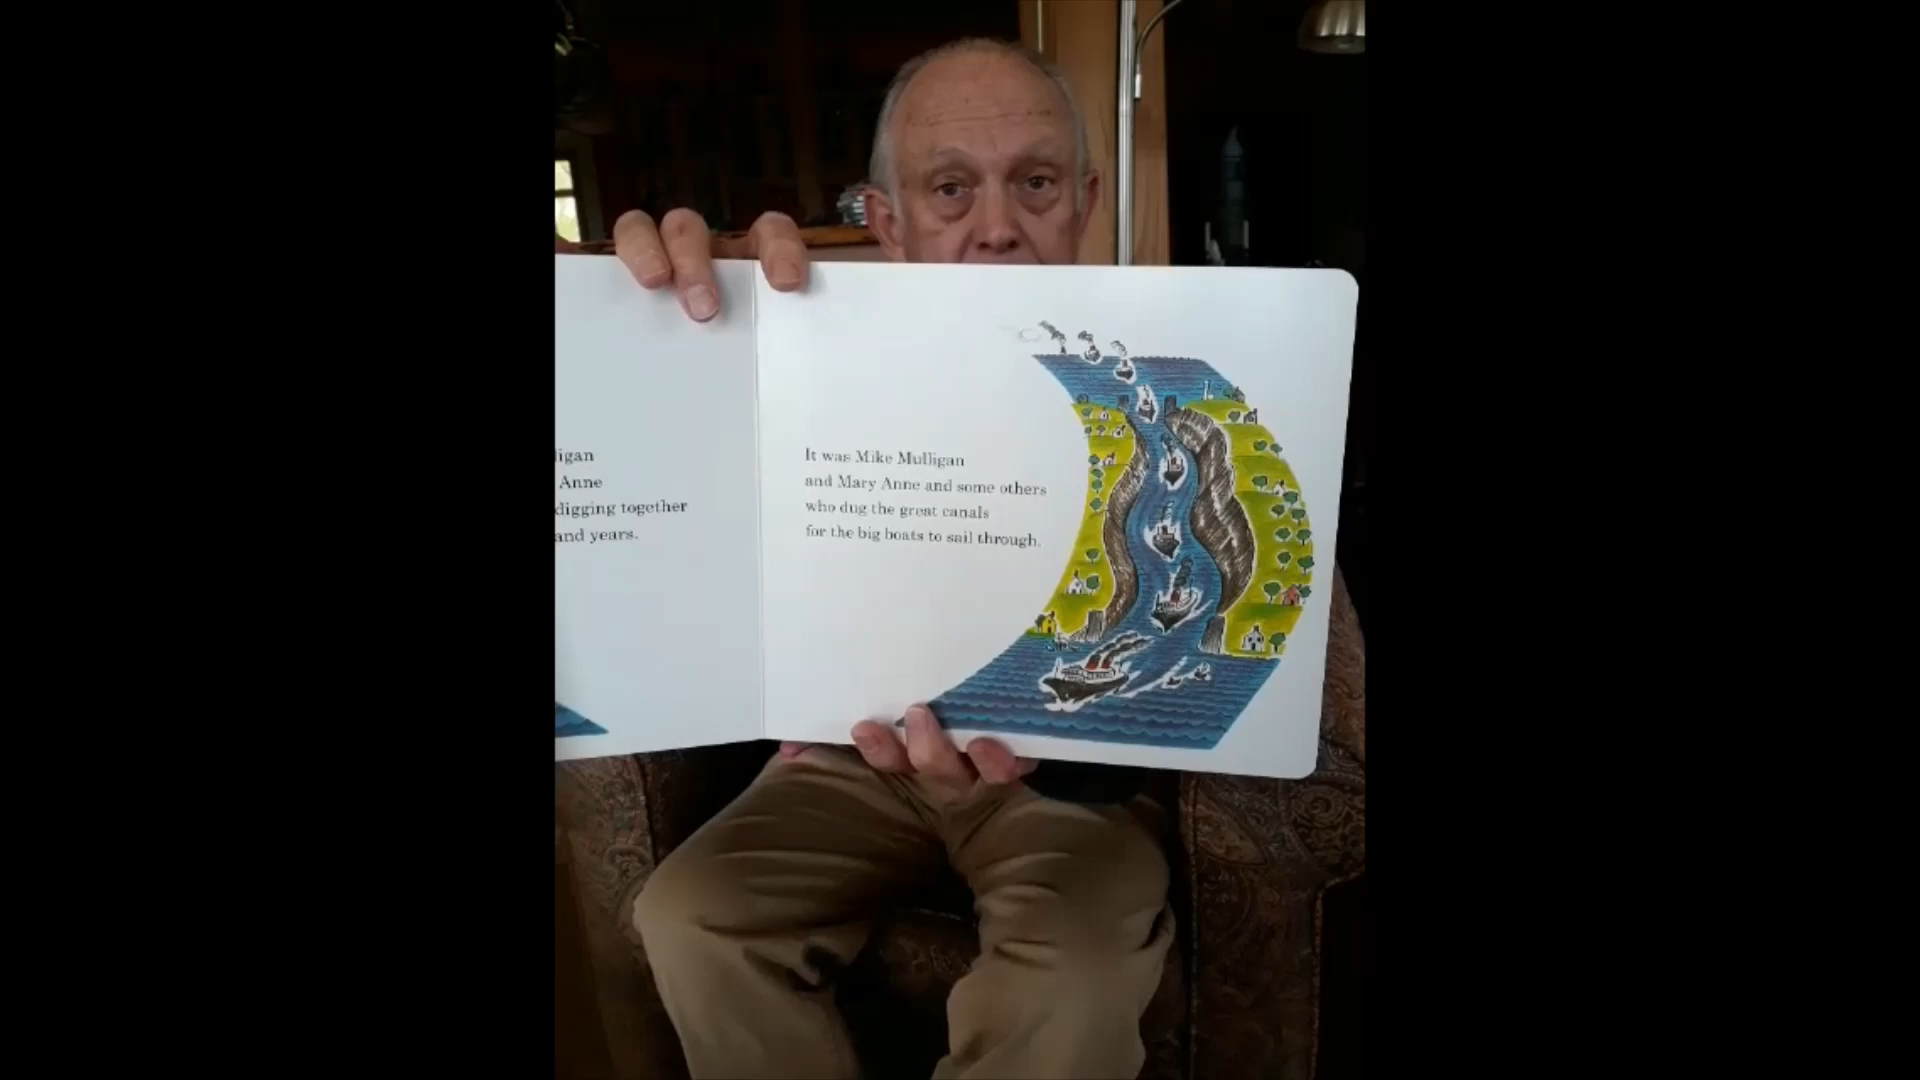 ligan
Anne
digging together
and years.
It was Mike Mulligan
and Mary Anne and some others
who dug the great canals
for the big boats to sail through.